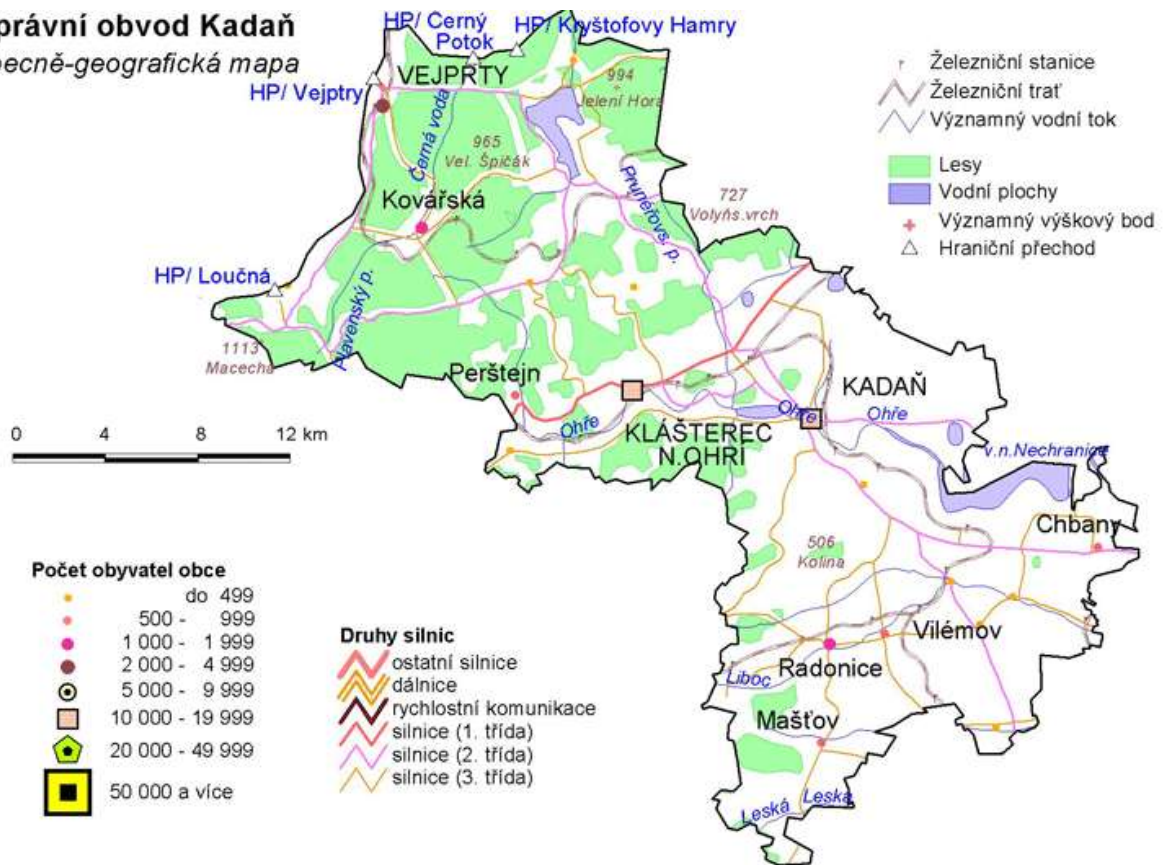 právní obvod Kadaň
ecně-geografická mapa
HP/ Černý
Potok
HP/ Kryštofovy Hamry
VEJPRTY
HP/ Vejptry
994
Jelení Hora
Černá voda
965
Vel. Špičák
Kovářská
Prunéřovs. p.
727
Volyňs.vrch
HP/ Loučná
Plavenský p.
1113
Macecha
Perštejn
KADAŇ
Ohře
Ohře
Ohře
KLÁŠTEREC
N.OHŘÍ
v.n.Nechranice
Chbany
506
Kolina
Vilémov
Radonice
Liboc
Mašťov
Leská
Leska
Železniční stanice
Železniční trať
Významný vodní tok
Lesy
Vodní plochy
Významný výškový bod
Hraniční přechod
0 4 8 12 km
Počet obyvatel obce
do 499
500 - 999
1 000 - 1 999
2 000 - 4 999
5 000 - 9 999
10 000 - 19 999
20 000 - 49 999
50 000 a více
Druhy silnic
ostatní silnice
dálnice
rychlostní komunikace
silnice (1. třída)
silnice (2. třída)
silnice (3. třída)